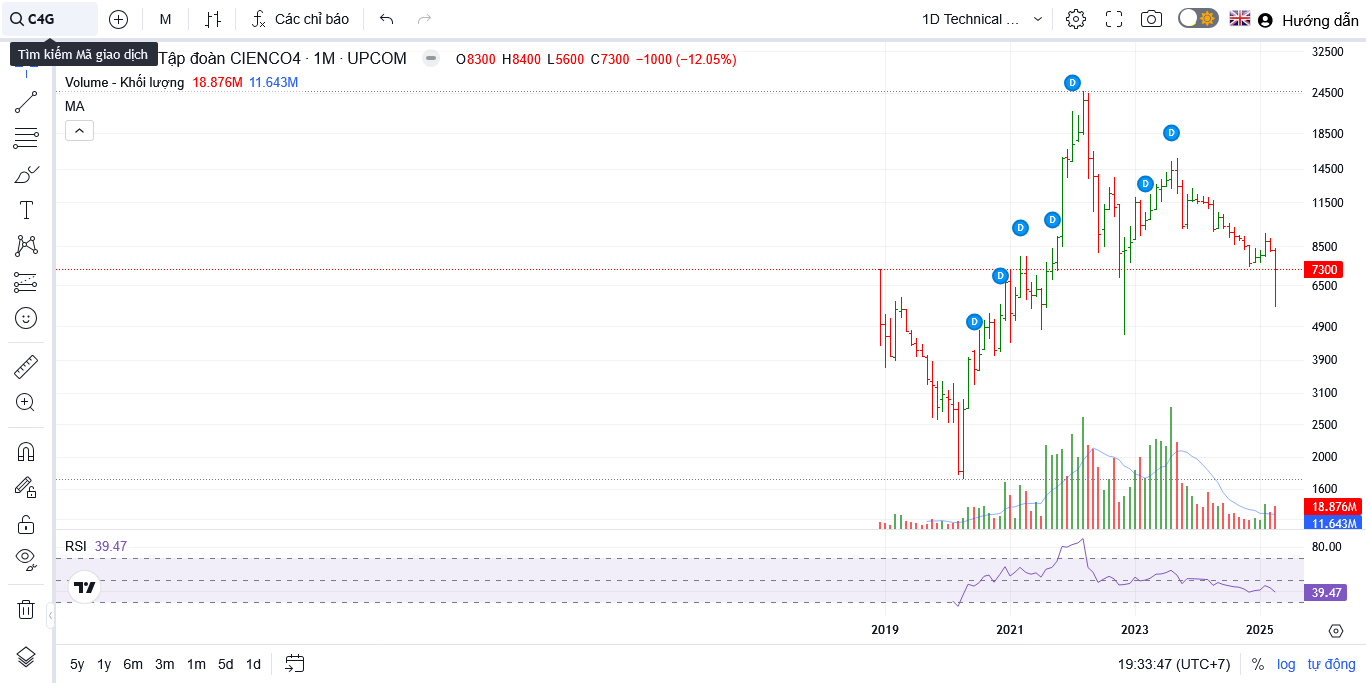 C4G M Các chỉ báo 1D Technical ... Hướng dẫn
Tìm kiếm Mã giao dịch
Tập đoàn CIENCO4 · 1M · UPCOM O8300 H8400 L5600 C7300 −1000 (−12.05%)
Volume - Khối lượng 18.876M 11.643M
MA
D
D
D
D
D
D
D
32500
24500
18500
14500
11500
8500
7300
6500
4900
3900
3100
2500
2000
1600
18.876M
11.643M
RSI 39.47
80.00
39.47
2019 2021 2023 2025
5y 1y 6m 3m 1m 5d 1d 19:33:47 (UTC+7) % log tự động